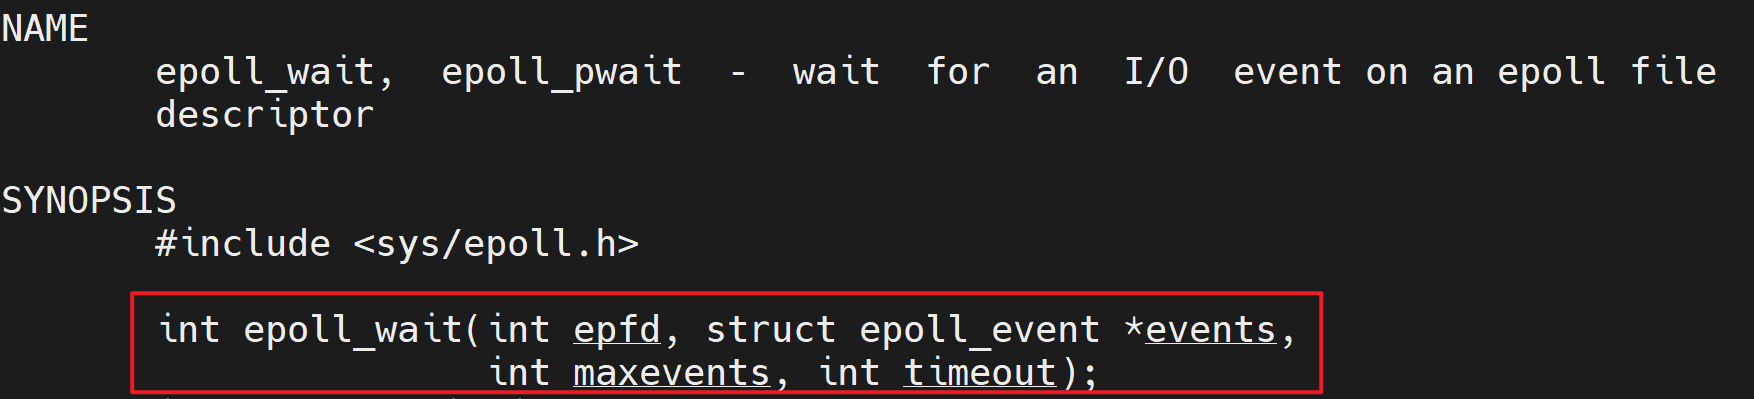 NAME
epoll_wait, epoll_pwait - wait for an I/O event on an epoll file
descriptor
SYNOPSIS
#include <sys/epoll.h>
int epoll_wait(int epfd, struct epoll_event *events,
int maxevents, int timeout);